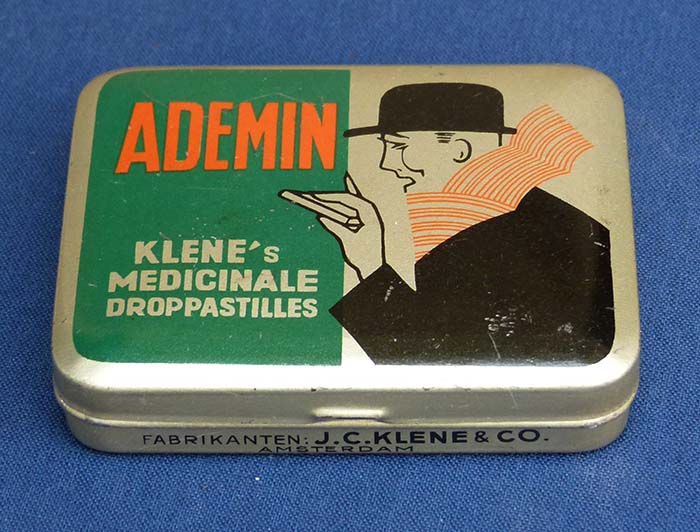 ADEMIN
KLENE's
MEDICINALE
DROPPASTILLES
FABRIKANTEN: J.C.KLENE & CO.
AMSTERDAM